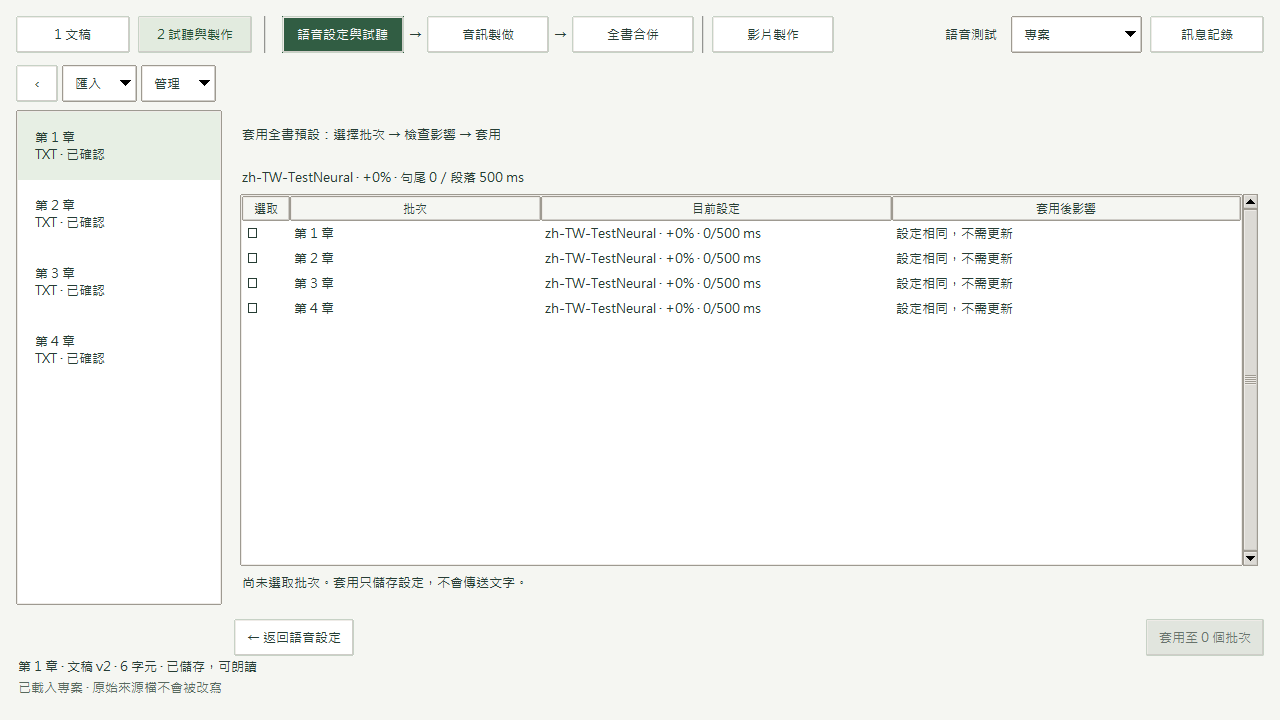 1 文稿
2 試聽與製作
語音設定與試聽
→
音訊製做
→
全書合併
影片製作
語音測試
專案
訊息記錄
‹
匯入
管理
第 1 章
TXT · 已確認
第 2 章
TXT · 已確認
第 3 章
TXT · 已確認
第 4 章
TXT · 已確認
套用全書預設：選擇批次 → 檢查影響 → 套用
zh-TW-TestNeural · +0% · 句尾 0 / 段落 500 ms
選取 批次 目前設定 套用後影響
第 1 章 zh-TW-TestNeural · +0% · 0/500 ms 設定相同，不需更新
第 2 章 zh-TW-TestNeural · +0% · 0/500 ms 設定相同，不需更新
第 3 章 zh-TW-TestNeural · +0% · 0/500 ms 設定相同，不需更新
第 4 章 zh-TW-TestNeural · +0% · 0/500 ms 設定相同，不需更新
尚未選取批次。套用只儲存設定，不會傳送文字。
← 返回語音設定
套用至 0 個批次
第 1 章 · 文稿 v2 · 6 字元 · 已儲存，可朗讀
已載入專案 · 原始來源檔不會被改寫